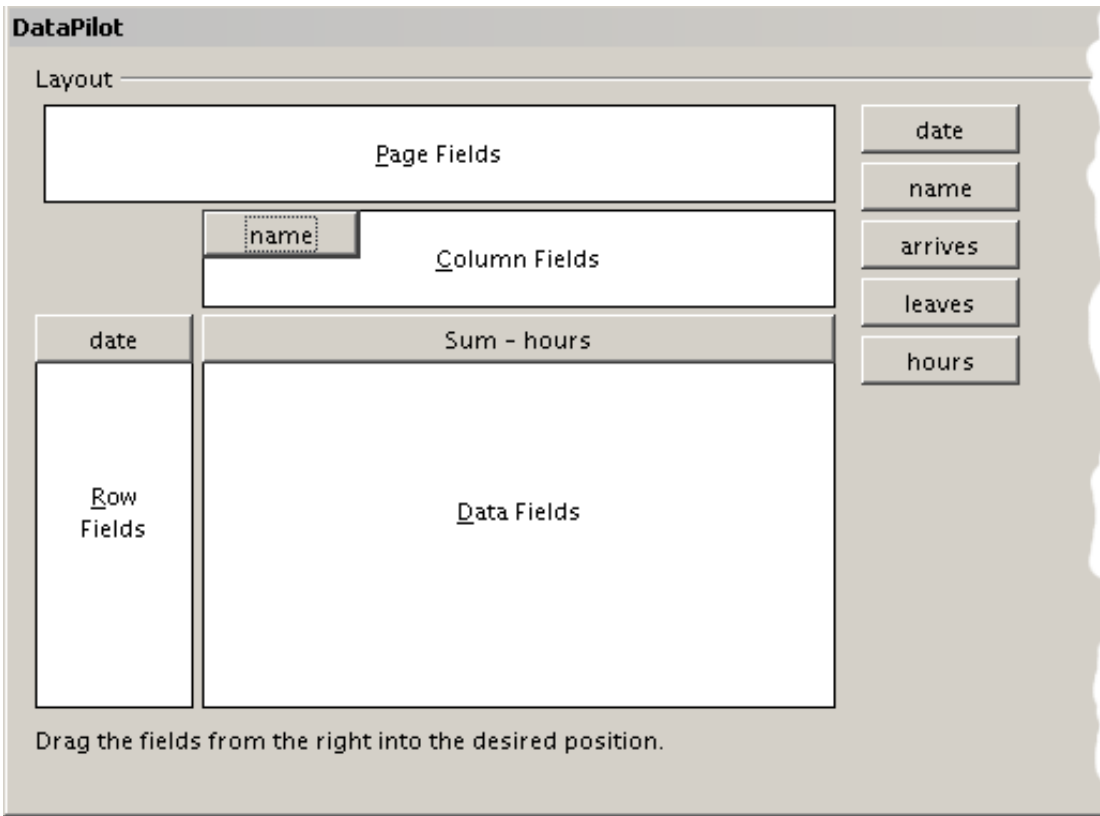 DataPilot
Layout
Page Fields
date
name
name
Column Fields
arrives
leaves
date
Sum - hours
hours
Row
Fields
Data Fields
Drag the fields from the right into the desired position.